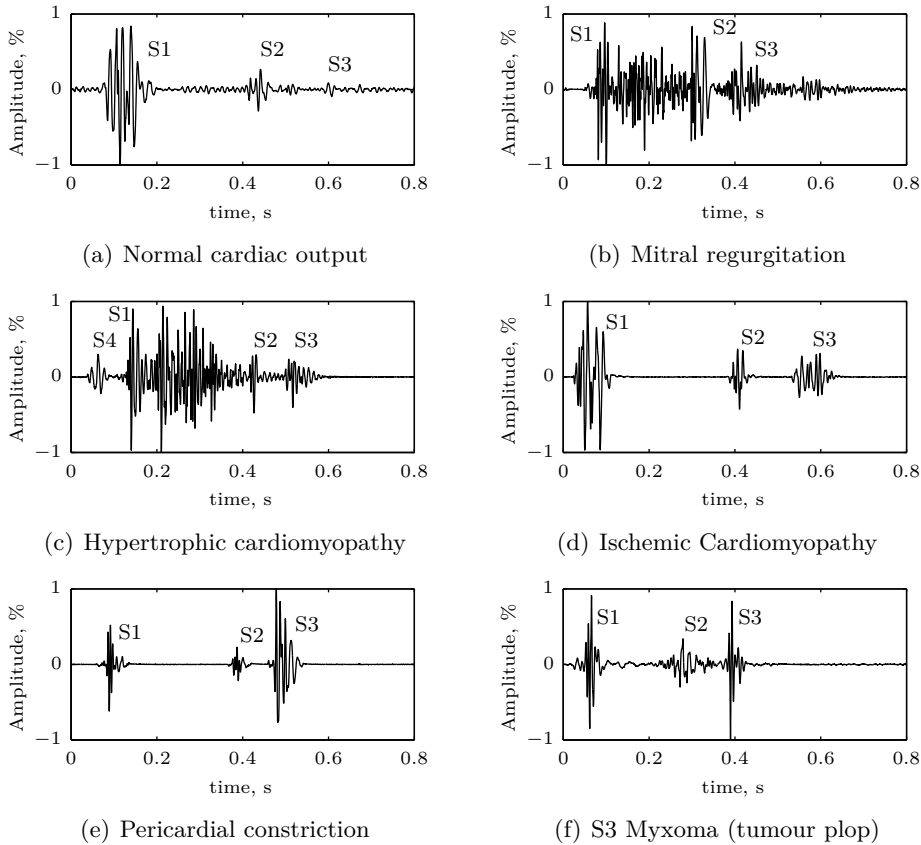 1
0
−1
Amplitude, %
S1
S2
S3
0
0.2
0.4
0.6
0.8
time, s
(a) Normal cardiac output
1
0
−1
Amplitude, %
S1
S2
S3
0
0.2
0.4
0.6
0.8
time, s
(b) Mitral regurgitation
1
0
−1
Amplitude, %
S4
S1
S2
S3
0
0.2
0.4
0.6
0.8
time, s
(c) Hypertrophic cardiomyopathy
1
0
−1
Amplitude, %
S1
S2
S3
0
0.2
0.4
0.6
0.8
time, s
(d) Ischemic Cardiomyopathy
1
0
−1
Amplitude, %
S1
S2
S3
0
0.2
0.4
0.6
0.8
time, s
(e) Pericardial constriction
1
0
−1
Amplitude, %
S1
S2
S3
0
0.2
0.4
0.6
0.8
time, s
(f) S3 Myxoma (tumour plop)